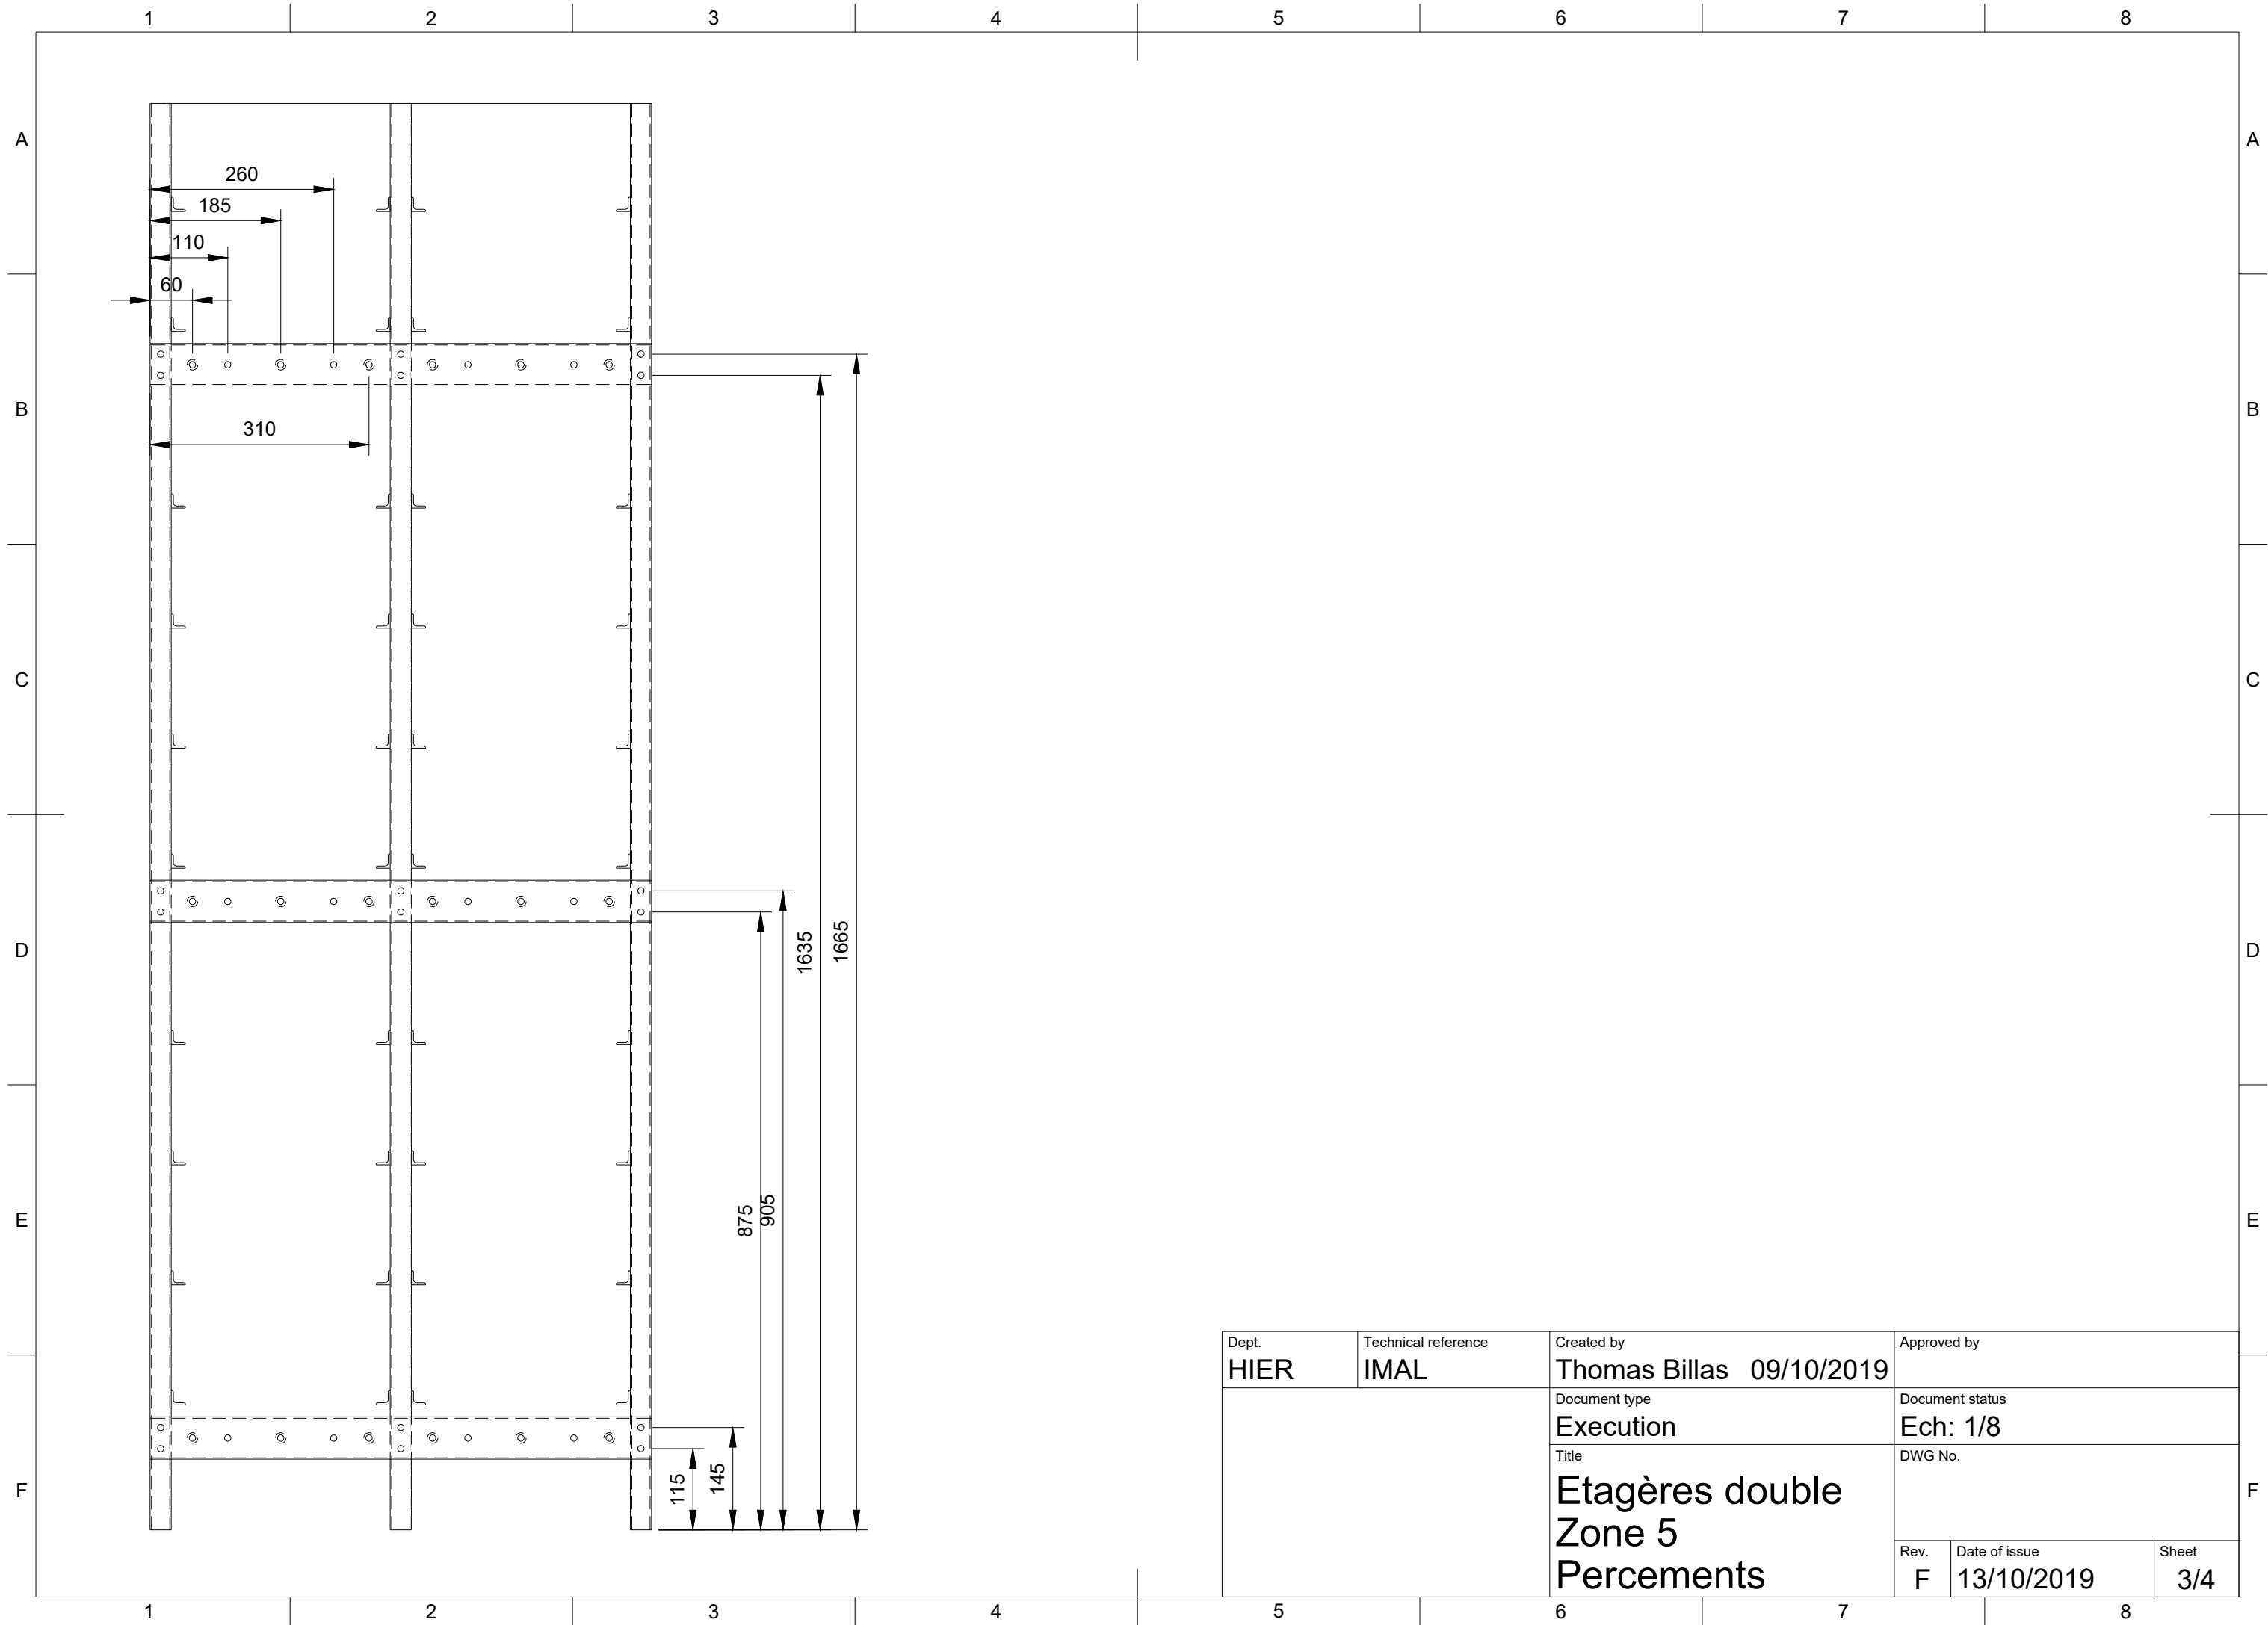 1 2 3 4 5 6 7 8
A A
260
185
110
60
B B
310
C C
D D
1635
1665
875
905
E E
115
145
F F
Dept. Technical reference Created by Approved by
HIER IMAL Thomas Billas 09/10/2019
Document type Document status
Execution Ech: 1/8
Title DWG No.
Etagères double
Zone 5
Percements
Rev. Date of issue Sheet
F 13/10/2019 3/4
1 2 3 4 5 6 7 8